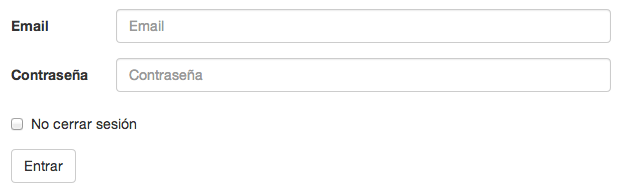 Email Email
Contraseña Contraseña
No cerrar sesión
Entrar